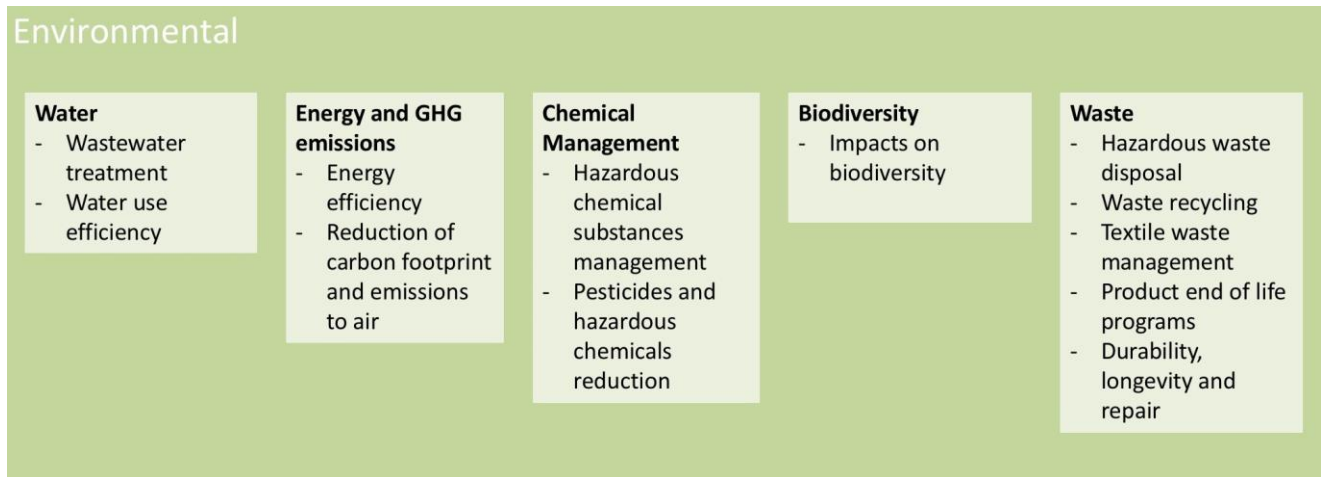 Environmental
Water
- Wastewater
treatment
- Water use
efficiency
Energy and GHG
emissions
- Energy
efficiency
- Reduction of
carbon footprint
and emissions
to air
Chemical
Management
- Hazardous
chemical
substances
management
- Pesticides and
hazardous
chemicals
reduction
Biodiversity
- Impacts on
biodiversity
Waste
- Hazardous waste
disposal
- Waste recycling
- Textile waste
management
- Product end of life
programs
- Durability,
longevity and
repair